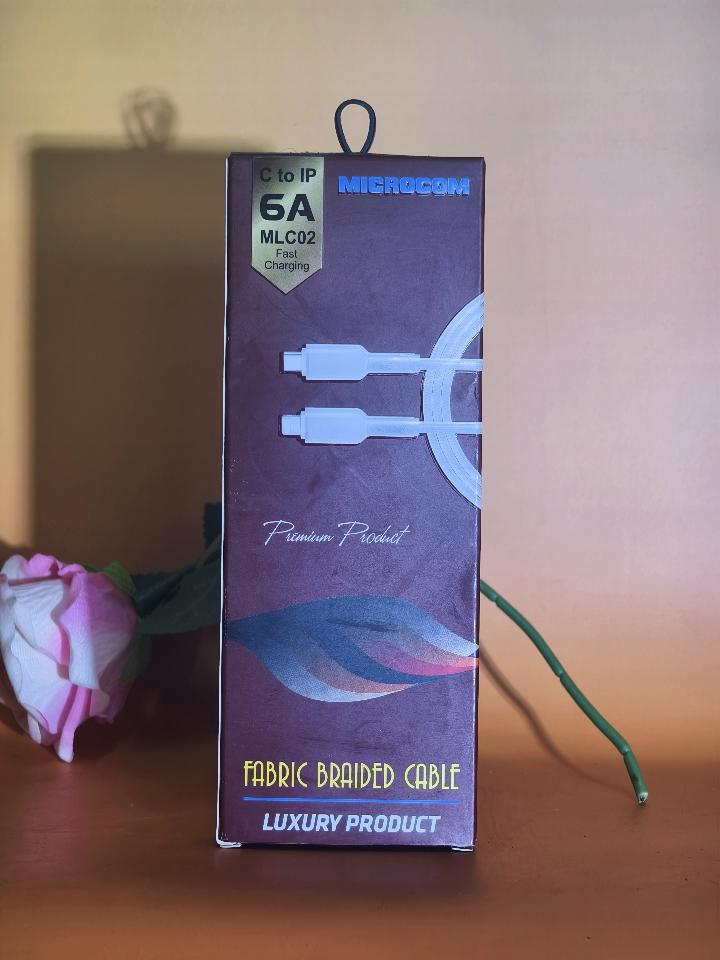 C to IP
6A
MLC02
Fast
Charging
MICROCOM
Premium Product
FABRIC BRAIDED CABLE
LUXURY PRODUCT